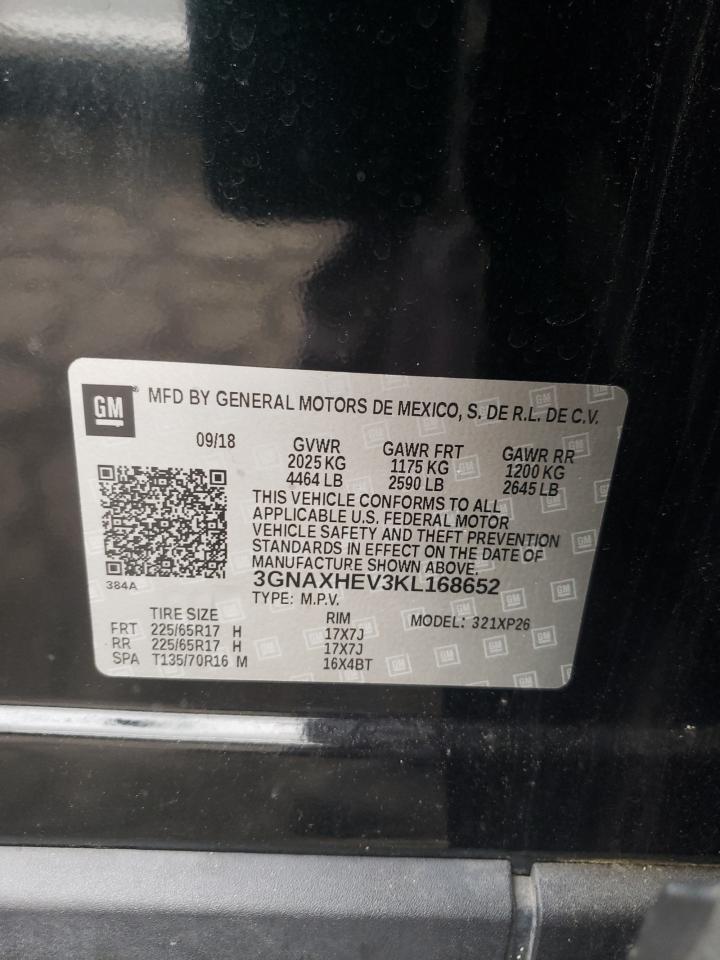 GM ® MFD BY GENERAL MOTORS DE MEXICO, S. DE R.L. DE C.V.
09/18 GVWR GAWR FRT GAWR RR
2025 KG 1175 KG 1200 KG
4464 LB 2590 LB 2645 LB
THIS VEHICLE CONFORMS TO ALL
APPLICABLE U.S. FEDERAL MOTOR
VEHICLE SAFETY AND THEFT PREVENTION
STANDARDS IN EFFECT ON THE DATE OF
MANUFACTURE SHOWN ABOVE.
384A 3GNAXHEV3KL168652
TYPE: M.P.V.
TIRE SIZE RIM MODEL: 321XP26
FRT 225/65R17 H 17X7J
RR 225/65R17 H 17X7J
SPA T135/70R16 M 16X4BT